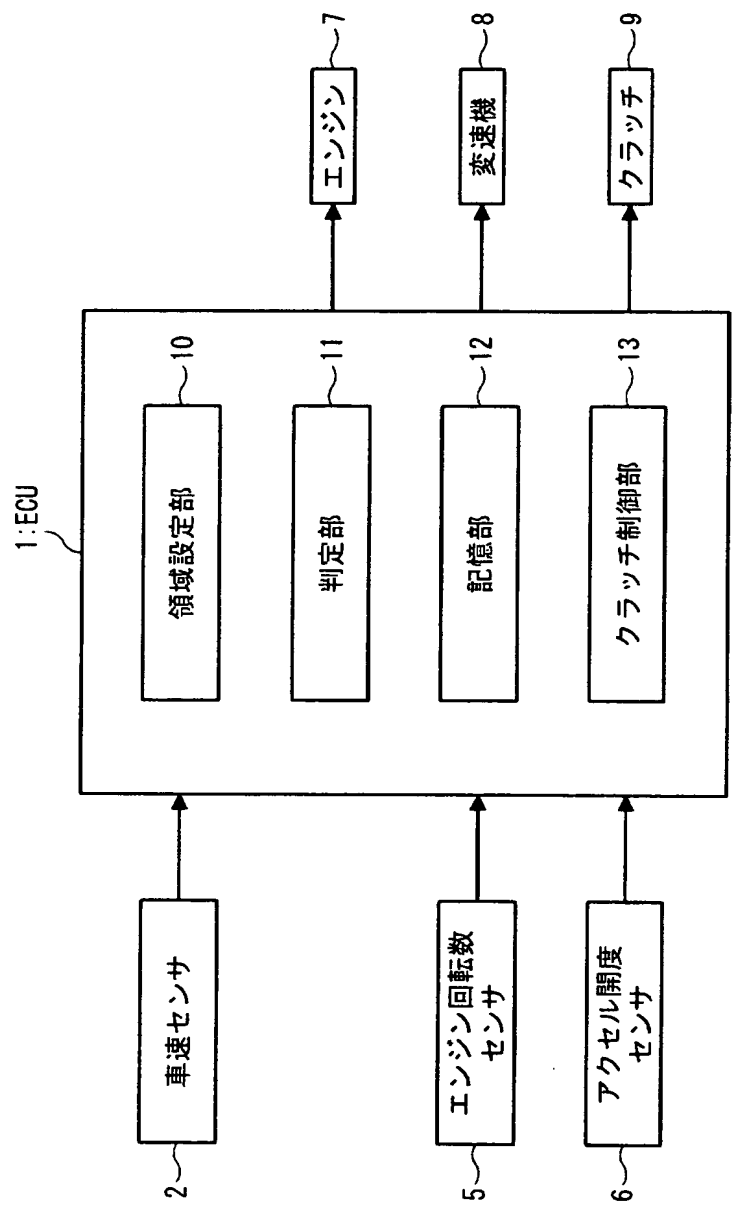 1:ECU
2
車速センサ
5
エンジン回転数
センサ
6
アクセル開度
センサ
領域設定部
10
判定部
11
記憶部
12
クラッチ制御部
13
エンジン
7
変速機
8
クラッチ
9